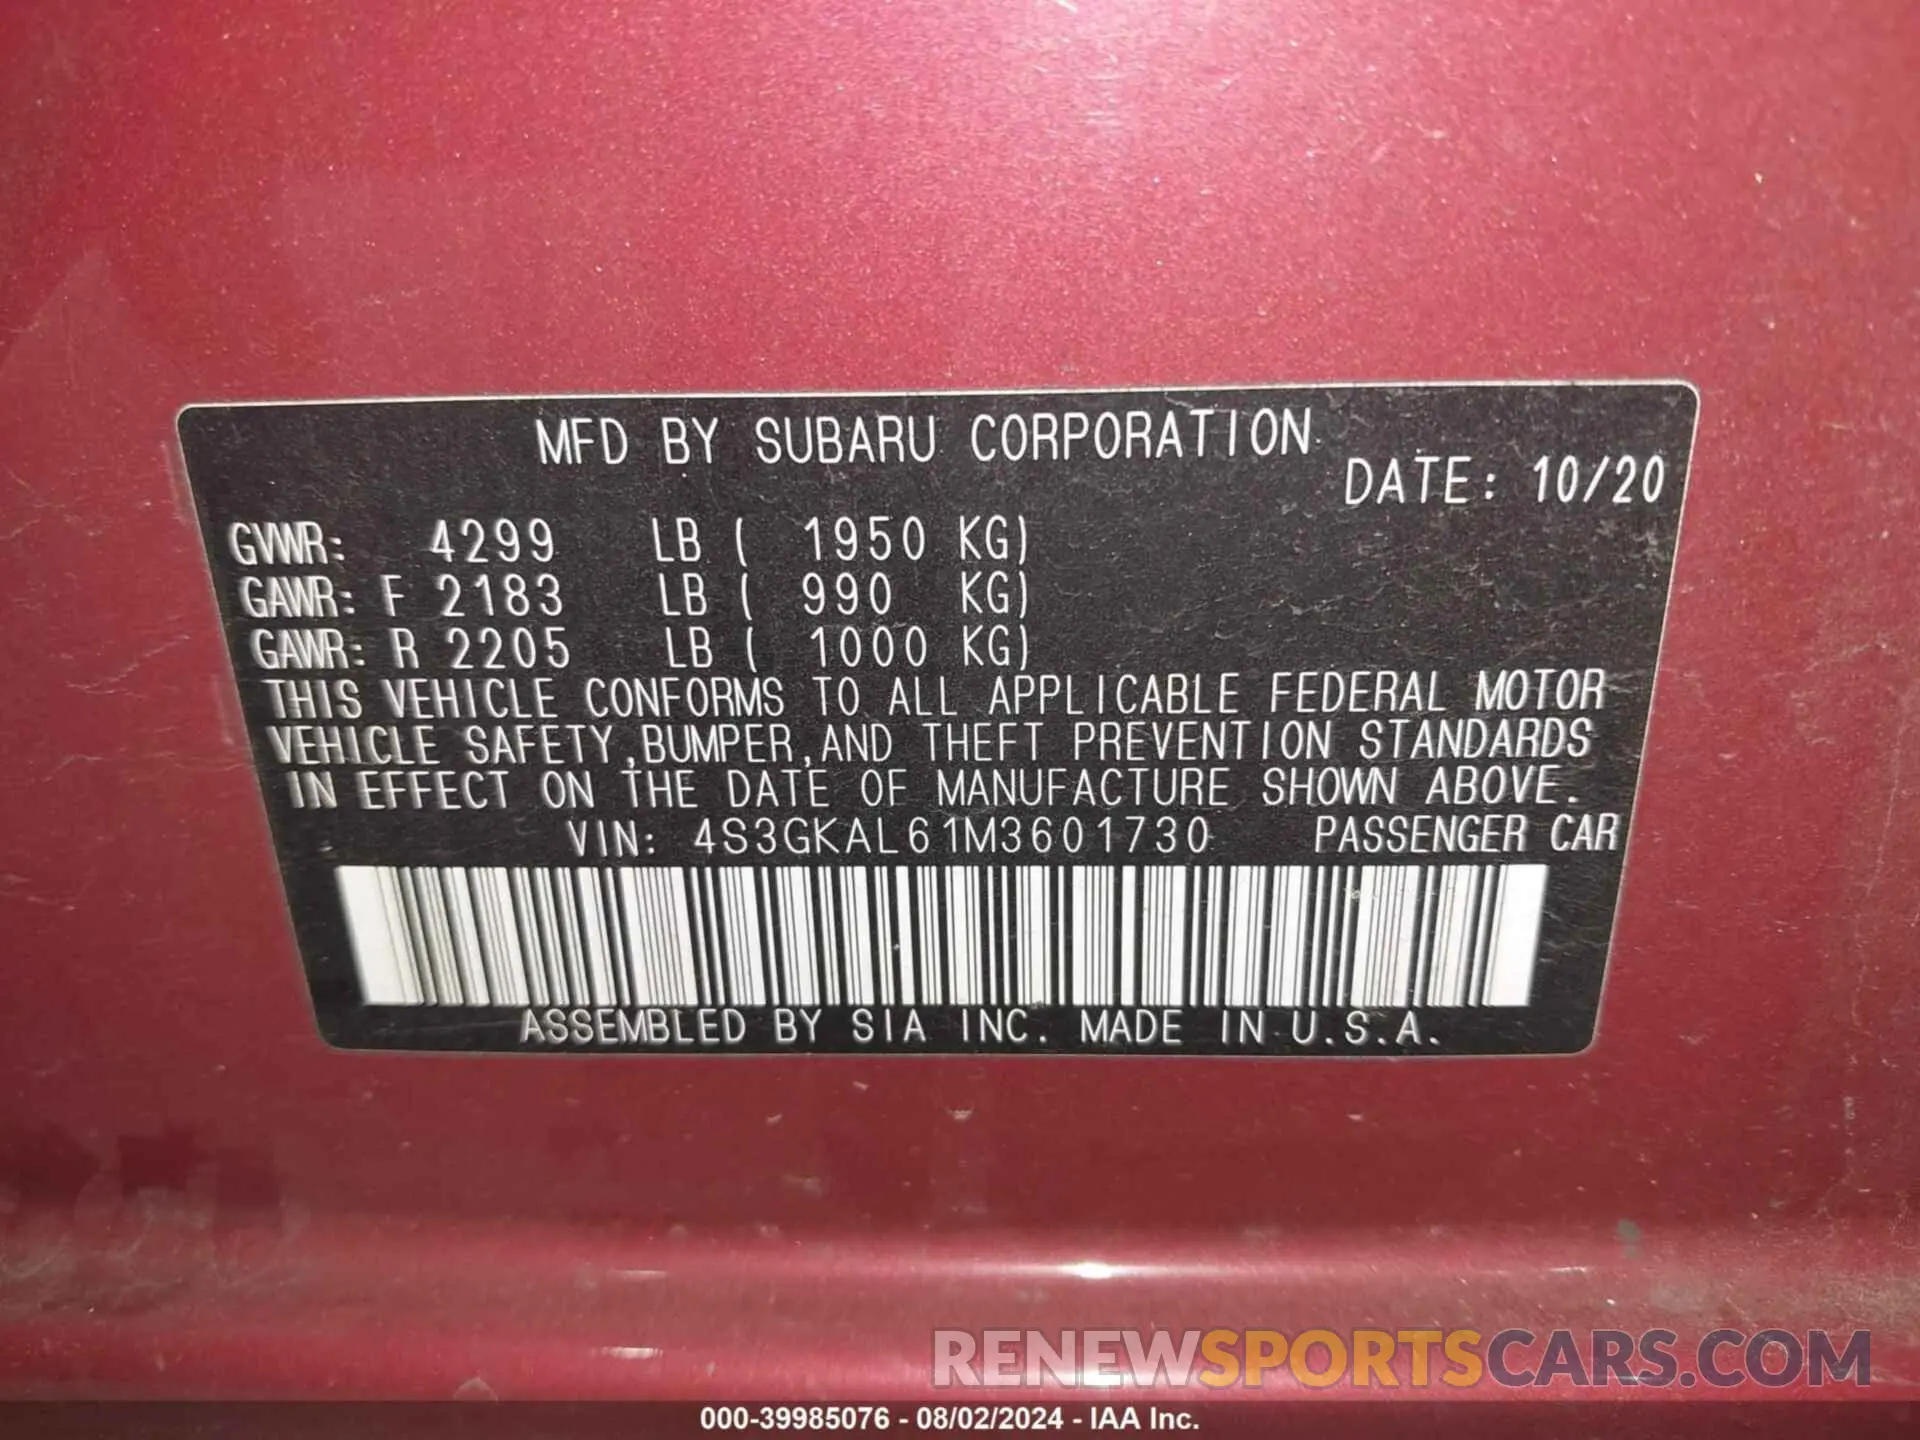 MFD BY SUBARU CORPORATION
DATE: 10/20
GVWR: 4299 LB ( 1950 KG)
GAWR: F 2183 LB ( 990 KG)
GAWR: R 2205 LB ( 1000 KG)
THIS VEHICLE CONFORMS TO ALL APPLICABLE FEDERAL MOTOR
VEHICLE SAFETY,BUMPER,AND THEFT PREVENTION STANDARDS
IN EFFECT ON THE DATE OF MANUFACTURE SHOWN ABOVE.
VIN: 4S3GKAL61M3601730 PASSENGER CAR
ASSEMBLED BY SIA INC. MADE IN U.S.A.
RENEWSPORTSCARS.COM
000-39985076 - 08/02/2024 - IAA Inc.